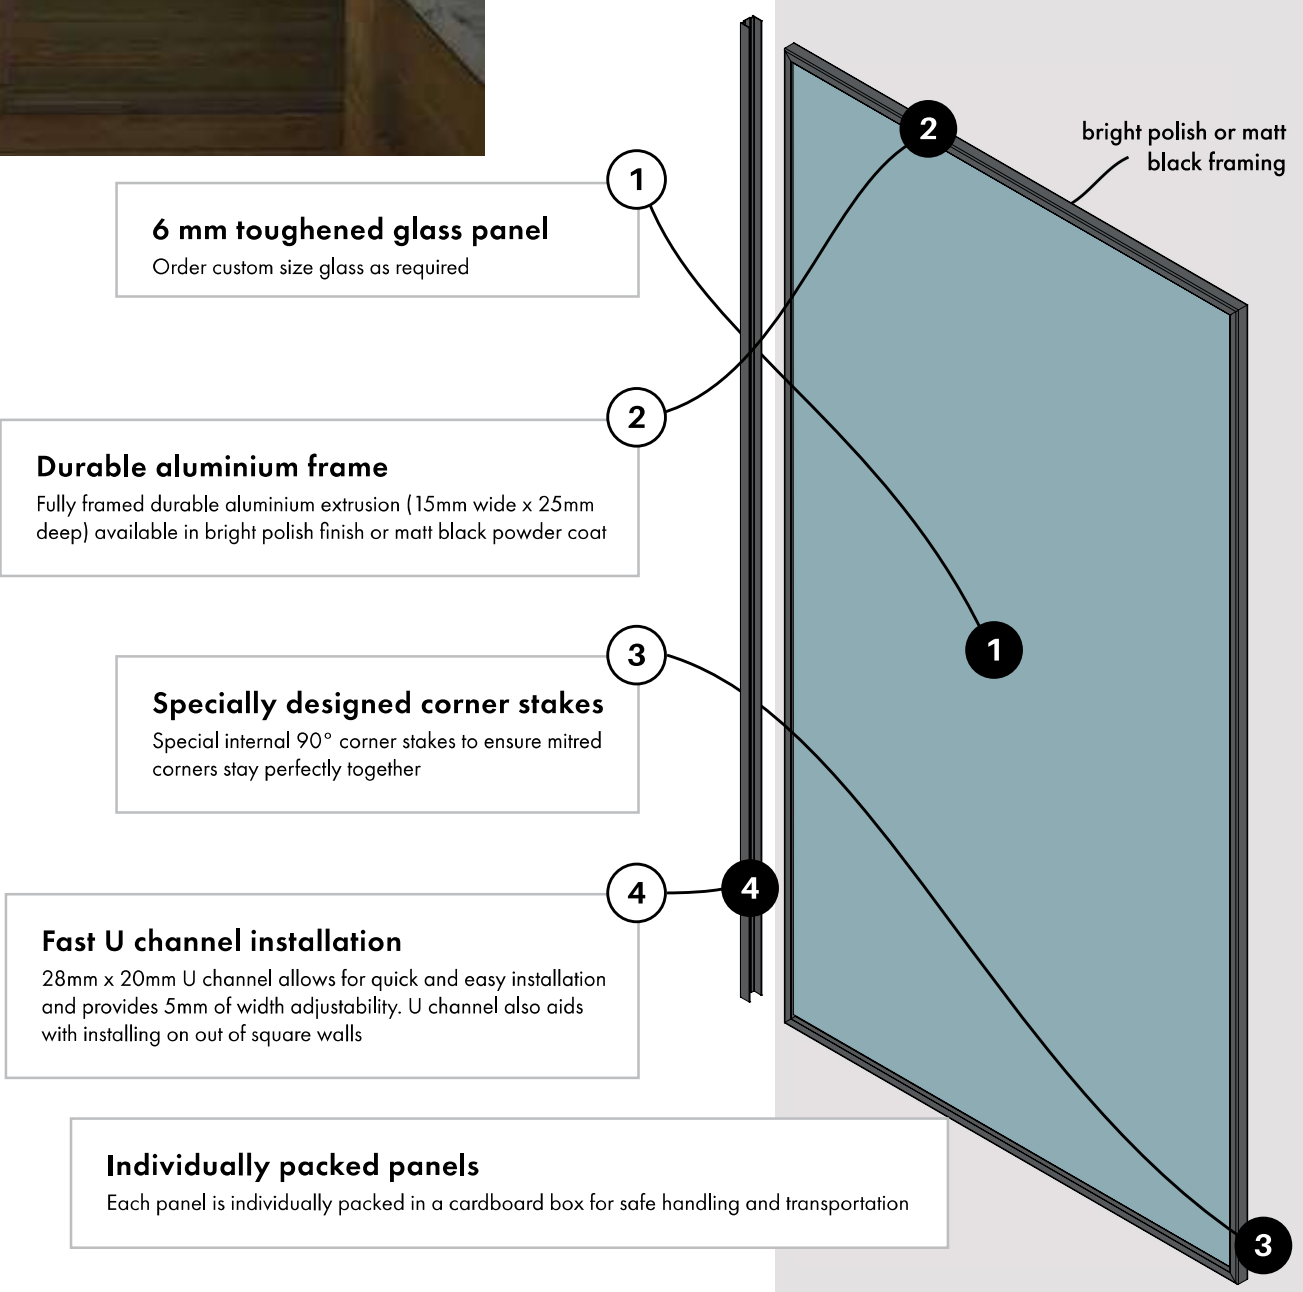 2
bright polish or matt
black framing
1
6 mm toughened glass panel
Order custom size glass as required
2
Durable aluminium frame
Fully framed durable aluminium extrusion (15mm wide x 25mm
deep) available in bright polish finish or matt black powder coat
1
3
Specially designed corner stakes
Special internal 90° corner stakes to ensure mitred
corners stay perfectly together
4
4
Fast U channel installation
28mm x 20mm U channel allows for quick and easy installation
and provides 5mm of width adjustability. U channel also aids
with installing on out of square walls
Individually packed panels
Each panel is individually packed in a cardboard box for safe handling and transportation
3